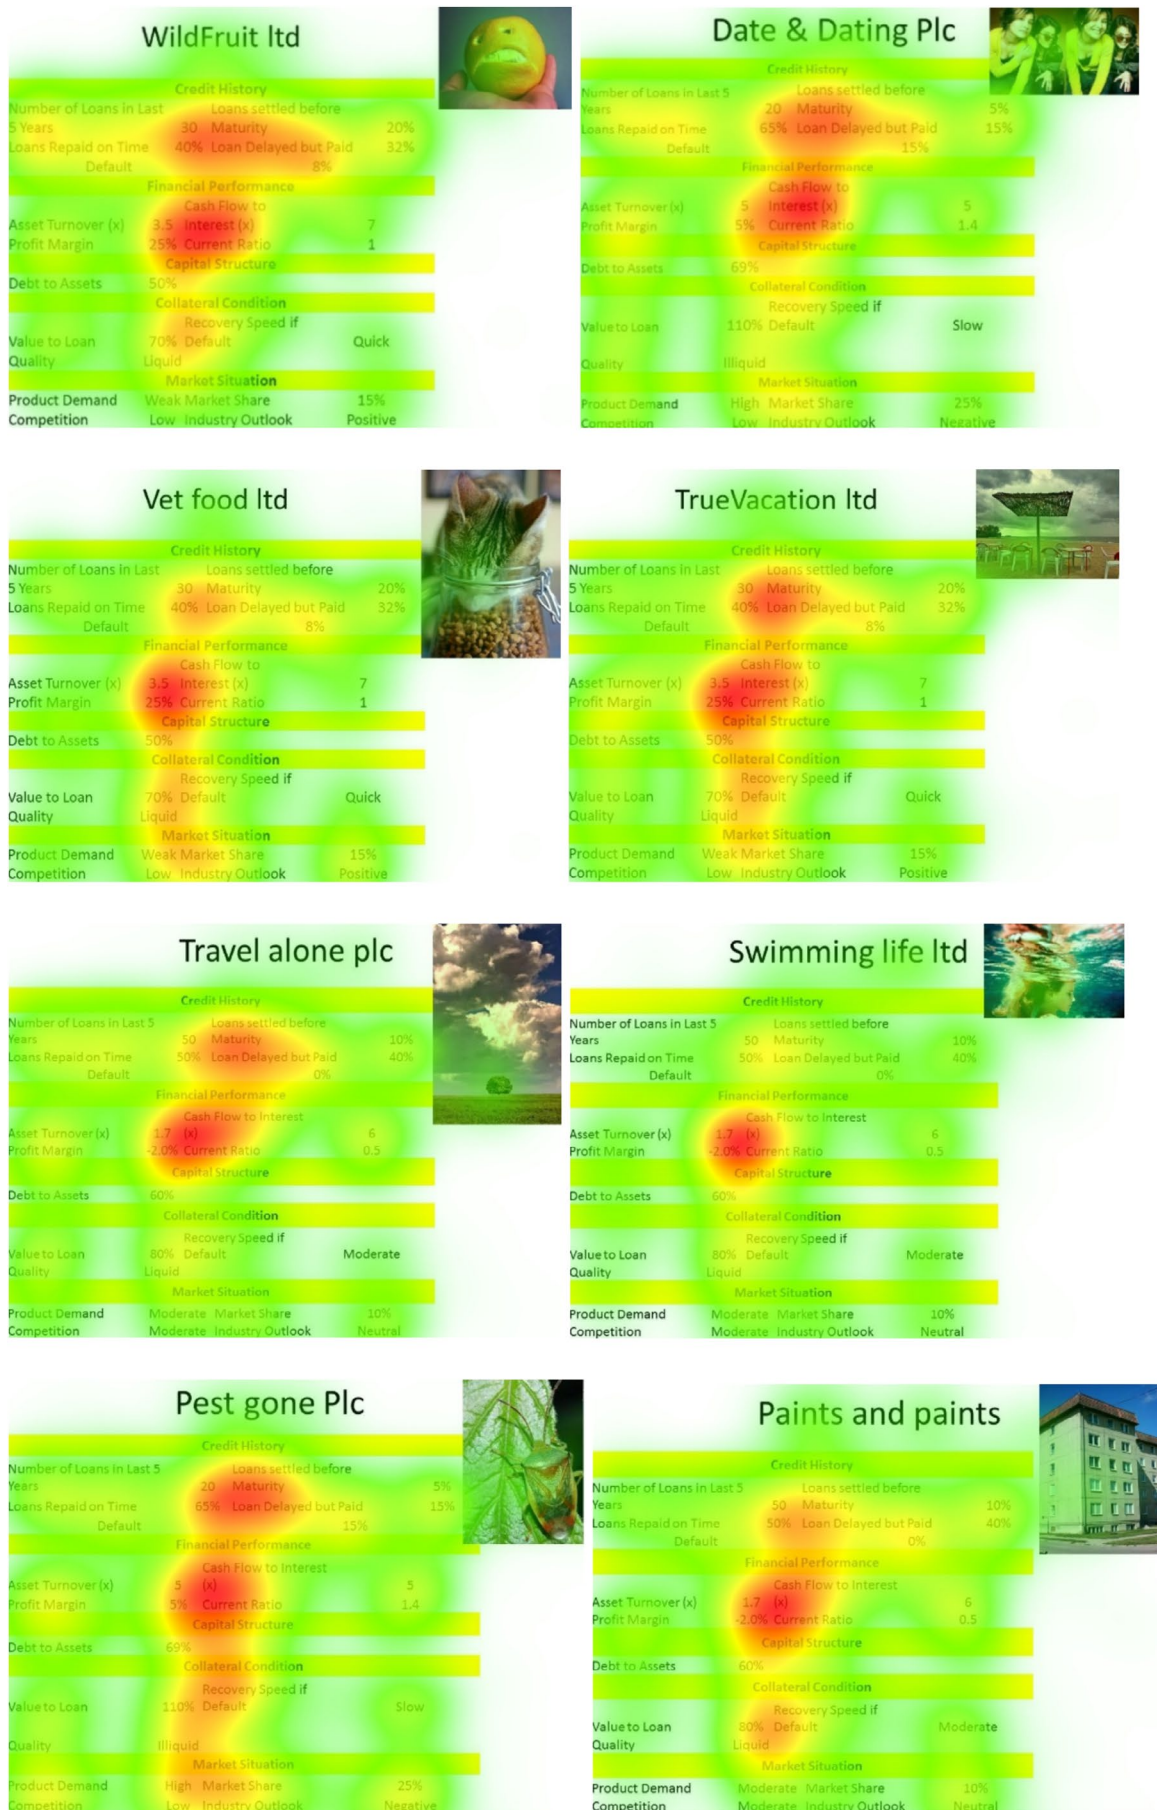 WildFruit ltd
Credit History
Number of Loans in Last Loans settled before
5 Years 30 Maturity 20%
Loans Repaid on Time 40% Loan Delayed but Paid 32%
Default 8%
Financial Performance
Cash Flow to
Asset Turnover (x) 3.5 Interest (x) 7
Profit Margin 25% Current Ratio 1
Capital Structure
Debt to Assets 50%
Collateral Condition
Recovery Speed if
Value to Loan 70% Default Quick
Quality Liquid
Market Situation
Product Demand Weak Market Share 15%
Competition Low Industry Outlook Positive
Date & Dating Plc
Credit History
Number of Loans in Last 5 Loans settled before
Years 20 Maturity 5%
Loans Repaid on Time 65% Loan Delayed but Paid 15%
Default 15%
Financial Performance
Cash Flow to
Asset Turnover (x) 5 Interest (x) 5
Profit Margin 5% Current Ratio 1.4
Capital Structure
Debt to Assets 69%
Collateral Condition
Recovery Speed if
Value to Loan 110% Default Slow
Quality Illiquid
Market Situation
Product Demand High Market Share 25%
Competition Low Industry Outlook Negative
Vet food ltd
Credit History
Number of Loans in Last Loans settled before
5 Years 30 Maturity 20%
Loans Repaid on Time 40% Loan Delayed but Paid 32%
Default 8%
Financial Performance
Cash Flow to
Asset Turnover (x) 3.5 Interest (x) 7
Profit Margin 25% Current Ratio 1
Capital Structure
Debt to Assets 50%
Collateral Condition
Recovery Speed if
Value to Loan 70% Default Quick
Quality Liquid
Market Situation
Product Demand Weak Market Share 15%
Competition Low Industry Outlook Positive
TrueVacation ltd
Credit History
Number of Loans in Last Loans settled before
5 Years 30 Maturity 20%
Loans Repaid on Time 40% Loan Delayed but Paid 32%
Default 8%
Financial Performance
Cash Flow to
Asset Turnover (x) 3.5 Interest (x) 7
Profit Margin 25% Current Ratio 1
Capital Structure
Debt to Assets 50%
Collateral Condition
Recovery Speed if
Value to Loan 70% Default Quick
Quality Liquid
Market Situation
Product Demand Weak Market Share 15%
Competition Low Industry Outlook Positive
Travel alone plc
Credit History
Number of Loans in Last 5 Loans settled before
Years 50 Maturity 10%
Loans Repaid on Time 50% Loan Delayed but Paid 40%
Default 0%
Financial Performance
Cash Flow to Interest
Asset Turnover (x) 1.7 (x) 6
Profit Margin -2.0% Current Ratio 0.5
Capital Structure
Debt to Assets 60%
Collateral Condition
Recovery Speed if
Value to Loan 80% Default Moderate
Quality Liquid
Market Situation
Product Demand Moderate Market Share 10%
Competition Moderate Industry Outlook Neutral
Swimming life ltd
Credit History
Number of Loans in Last 5 Loans settled before
Years 50 Maturity 10%
Loans Repaid on Time 50% Loan Delayed but Paid 40%
Default 0%
Financial Performance
Cash Flow to Interest
Asset Turnover (x) 1.7 (x) 6
Profit Margin -2.0% Current Ratio 0.5
Capital Structure
Debt to Assets 60%
Collateral Condition
Recovery Speed if
Value to Loan 80% Default Moderate
Quality Liquid
Market Situation
Product Demand Moderate Market Share 10%
Competition Moderate Industry Outlook Neutral
Pest gone Plc
Credit History
Number of Loans in Last 5 Loans settled before
Years 20 Maturity 5%
Loans Repaid on Time 65% Loan Delayed but Paid 15%
Default 15%
Financial Performance
Cash Flow to Interest
Asset Turnover (x) 5 (x) 5
Profit Margin 5% Current Ratio 1.4
Capital Structure
Debt to Assets 69%
Collateral Condition
Recovery Speed if
Value to Loan 110% Default Slow
Quality Illiquid
Market Situation
Product Demand High Market Share 25%
Competition Low Industry Outlook Negative
Paints and paints
Credit History
Number of Loans in Last 5 Loans settled before
Years 50 Maturity 10%
Loans Repaid on Time 50% Loan Delayed but Paid 40%
Default 0%
Financial Performance
Cash Flow to Interest
Asset Turnover (x) 1.7 (x) 6
Profit Margin -2.0% Current Ratio 0.5
Capital Structure
Debt to Assets 60%
Collateral Condition
Recovery Speed if
Value to Loan 80% Default Moderate
Quality Liquid
Market Situation
Product Demand Moderate Market Share 10%
Competition Moderate Industry Outlook Neutral